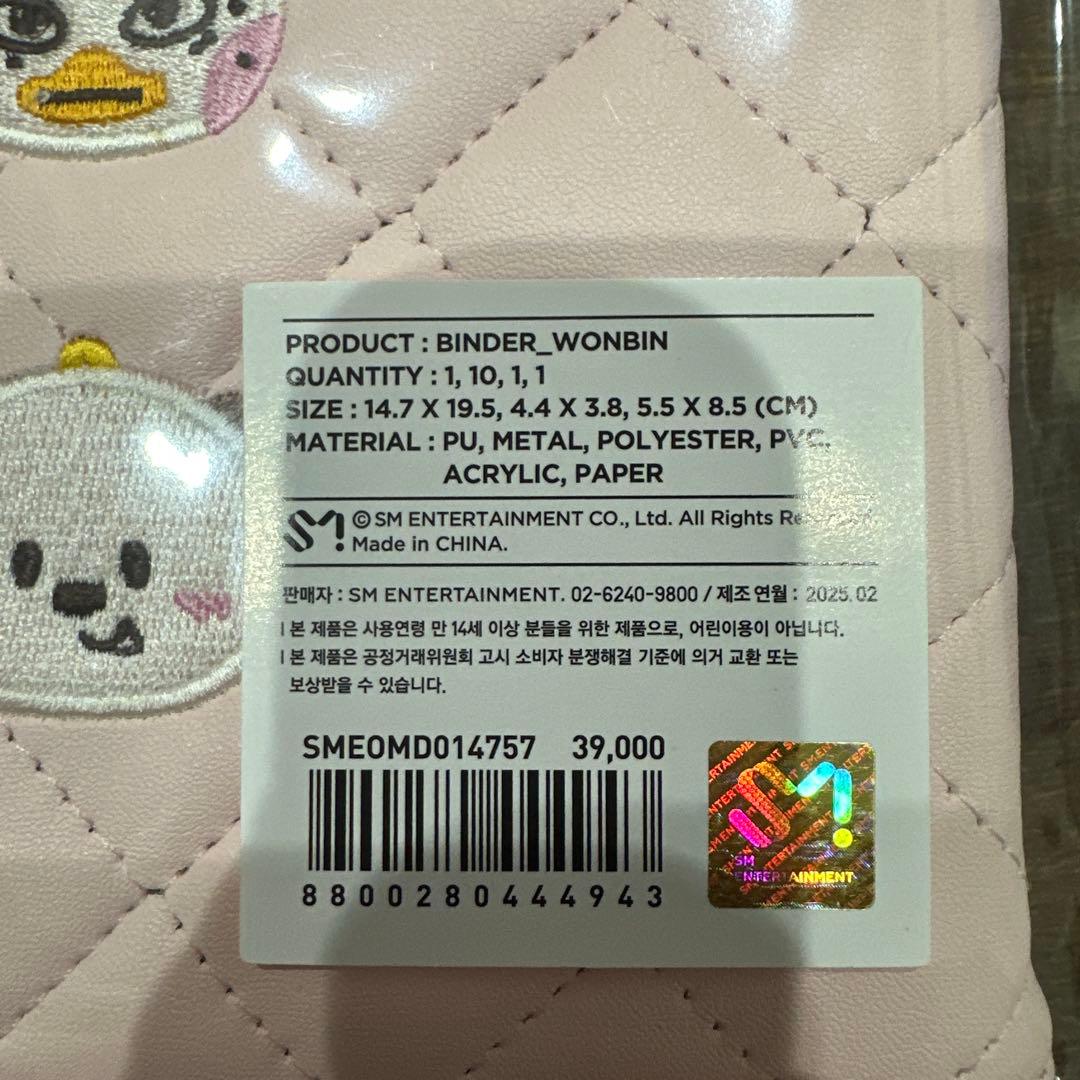 PRODUCT : BINDER_WONBIN
QUANTITY : 1, 10, 1, 1
SIZE : 14.7 X 19.5, 4.4 X 3.8, 5.5 X 8.5 (CM)
MATERIAL : PU, METAL, POLYESTER, PVC,
ACRYLIC, PAPER
SM! © SM ENTERTAINMENT CO., Ltd. All Rights Reserved.
Made in CHINA.
판매자 : SM ENTERTAINMENT. 02-6240-9800 / 제조연월 : 2025. 02
l 본 제품은 사용연령 만 14세 이상 분들을 위한 제품으로, 어린이용이 아닙니다.
l 본 제품은 공정거래위원회 고시 소비자 분쟁해결 기준에 의거 교환 또는
보상받을 수 있습니다.
SMEOMD014757 39,000
8800280444943
SM!
SM
ENTERTAINMENT